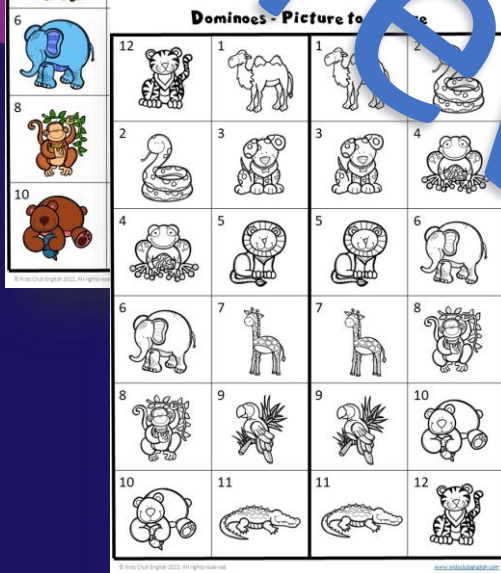 6
8
10
© Kids Club English 2021. All rights rese
Dominoes - Picture to
12 1 1 2
2 3 3 4
4 5 5 6
6 7 7 8
8 9 9 10
10 11 11 12
© Kids Club English 2021. All rights reserved.
www.kidsclubenglish.com